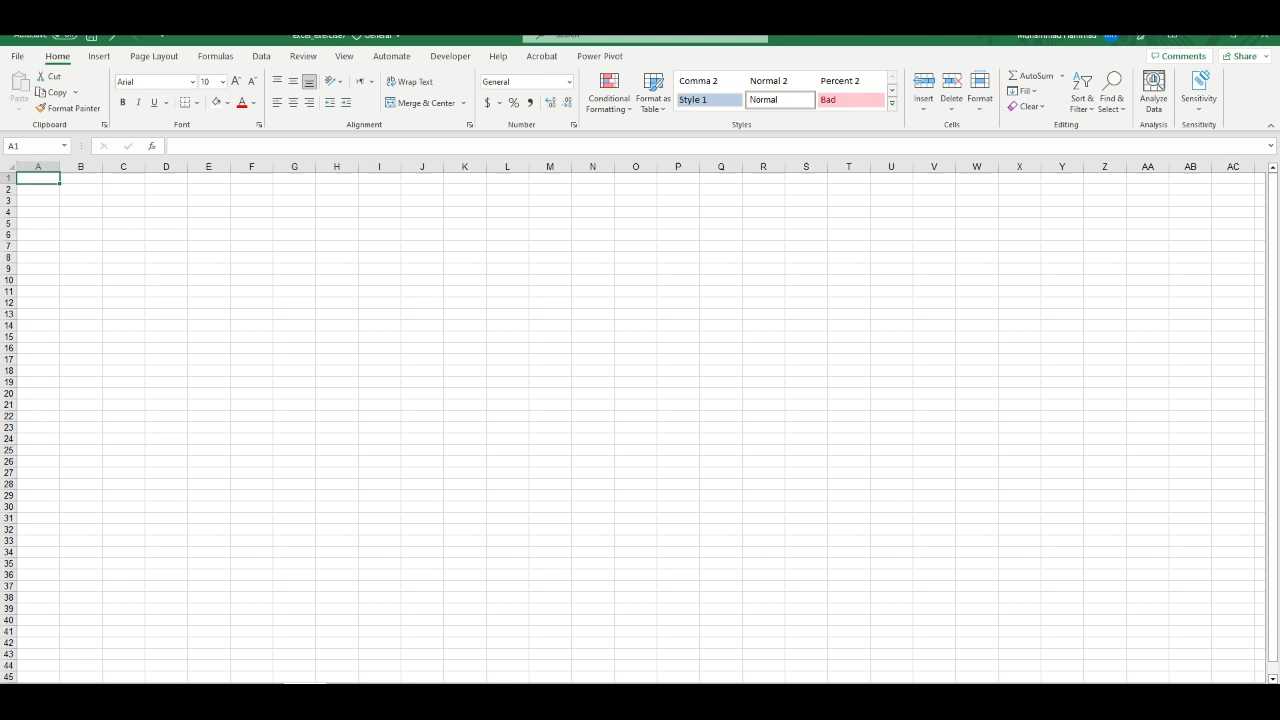 excel_exercise7 General
File Home Insert Page Layout Formulas Data Review View Automate Developer Help Acrobat Power Pivot Comments Share
Paste Cut Copy Format Painter Clipboard
Arial 10 B I U Font
Wrap Text Merge & Center Alignment
General $ % Number
Conditional Formatting Format as Table
Comma 2 Normal 2 Percent 2
Style 1 Normal Bad
Styles
Insert Delete Format Cells
AutoSum Fill Clear Sort & Filter Find & Select Editing
Analyze Data Analysis
Sensitivity Sensitivity
A1 fx
A B C D E F G H I J K L M N O P Q R S T U V W X Y Z AA AB AC
1
2
3
4
5
6
7
8
9
10
11
12
13
14
15
16
17
18
19
20
21
22
23
24
25
26
27
28
29
30
31
32
33
34
35
36
37
38
39
40
41
42
43
44
45